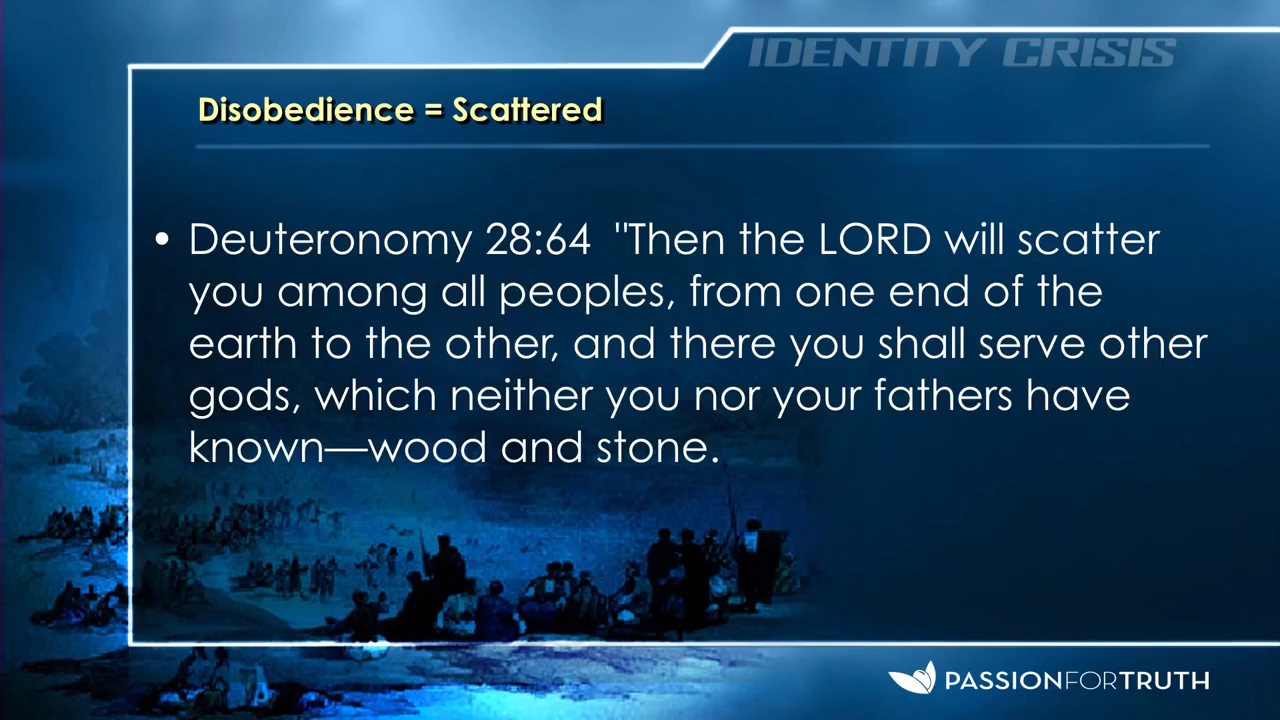 IDENTITY CRISIS
Disobedience = Scattered
• Deuteronomy 28:64  "Then the LORD will scatter
you among all peoples, from one end of the
earth to the other, and there you shall serve other
gods, which neither you nor your fathers have
known—wood and stone.
PASSIONFORTRUTH